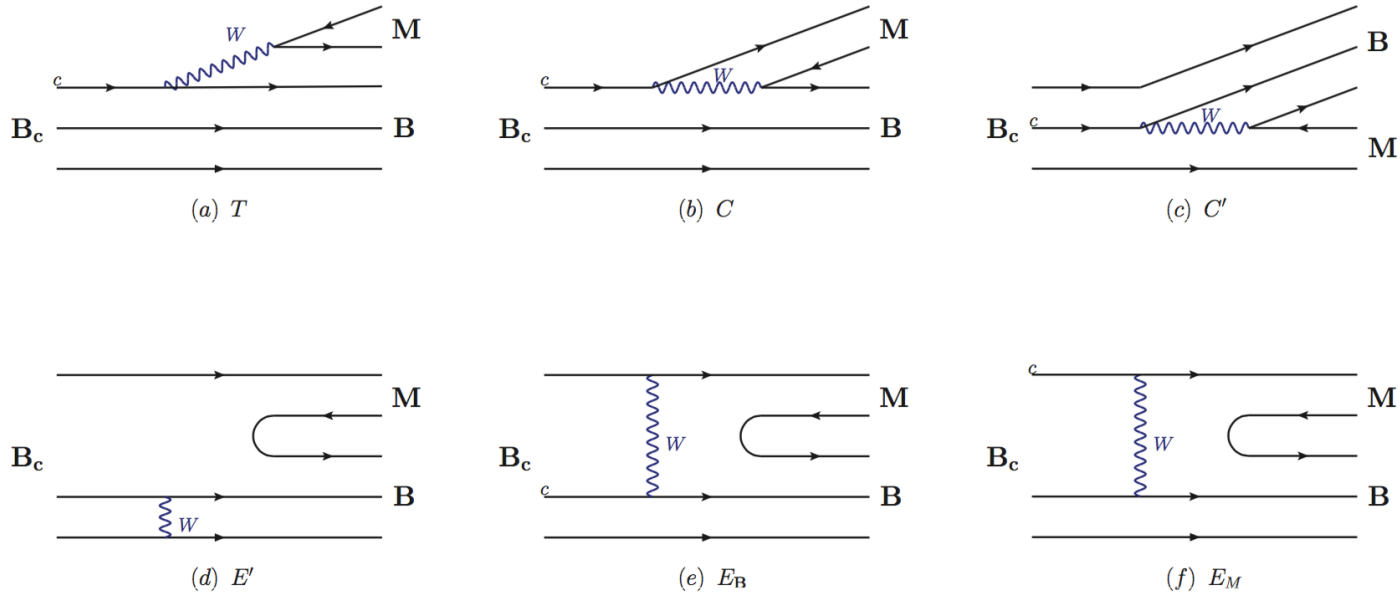 W M
c
B_c B
(a) T
W M
c
B_c B
(b) C
B
W
B_c c
M
(c) C′
M
B_c
B
W
(d) E′
M
W
B_c
c B
(e) E_B
c
M
W
B_c
B
(f) E_M